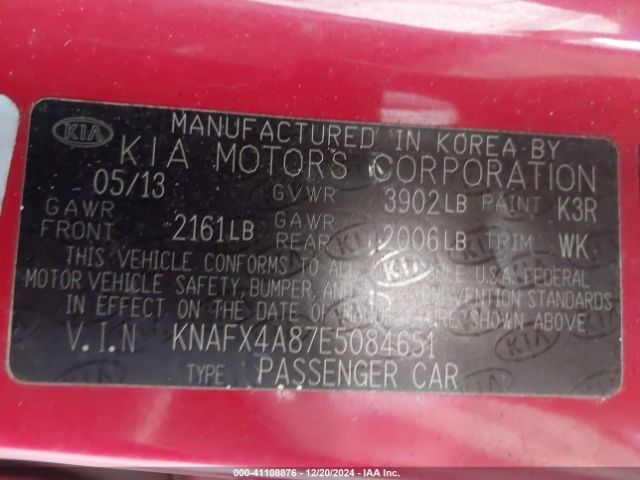 KIA
MANUFACTURED IN KOREA BY
KIA MOTORS CORPORATION
05/13 GVWR 3902LB PAINT K3R
GAWR FRONT 2161LB GAWR REAR 2006LB TRIM WK
THIS VEHICLE CONFORMS TO ALL U.S.A. FEDERAL
MOTOR VEHICLE SAFETY, BUMPER, AND STANDARDS
IN EFFECT ON THE DATE OF MANUFACTURE SHOWN ABOVE
V.I.N KNAFX4A87E5084651
TYPE PASSENGER CAR
000-41108876 | 12/20/2024 - IAA Inc.